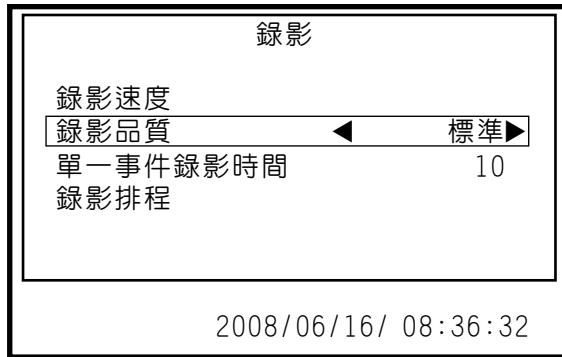 錄影
錄影速度
錄影品質 ◀ 標準▶
單一事件錄影時間 10
錄影排程
2008/06/16/ 08:36:32